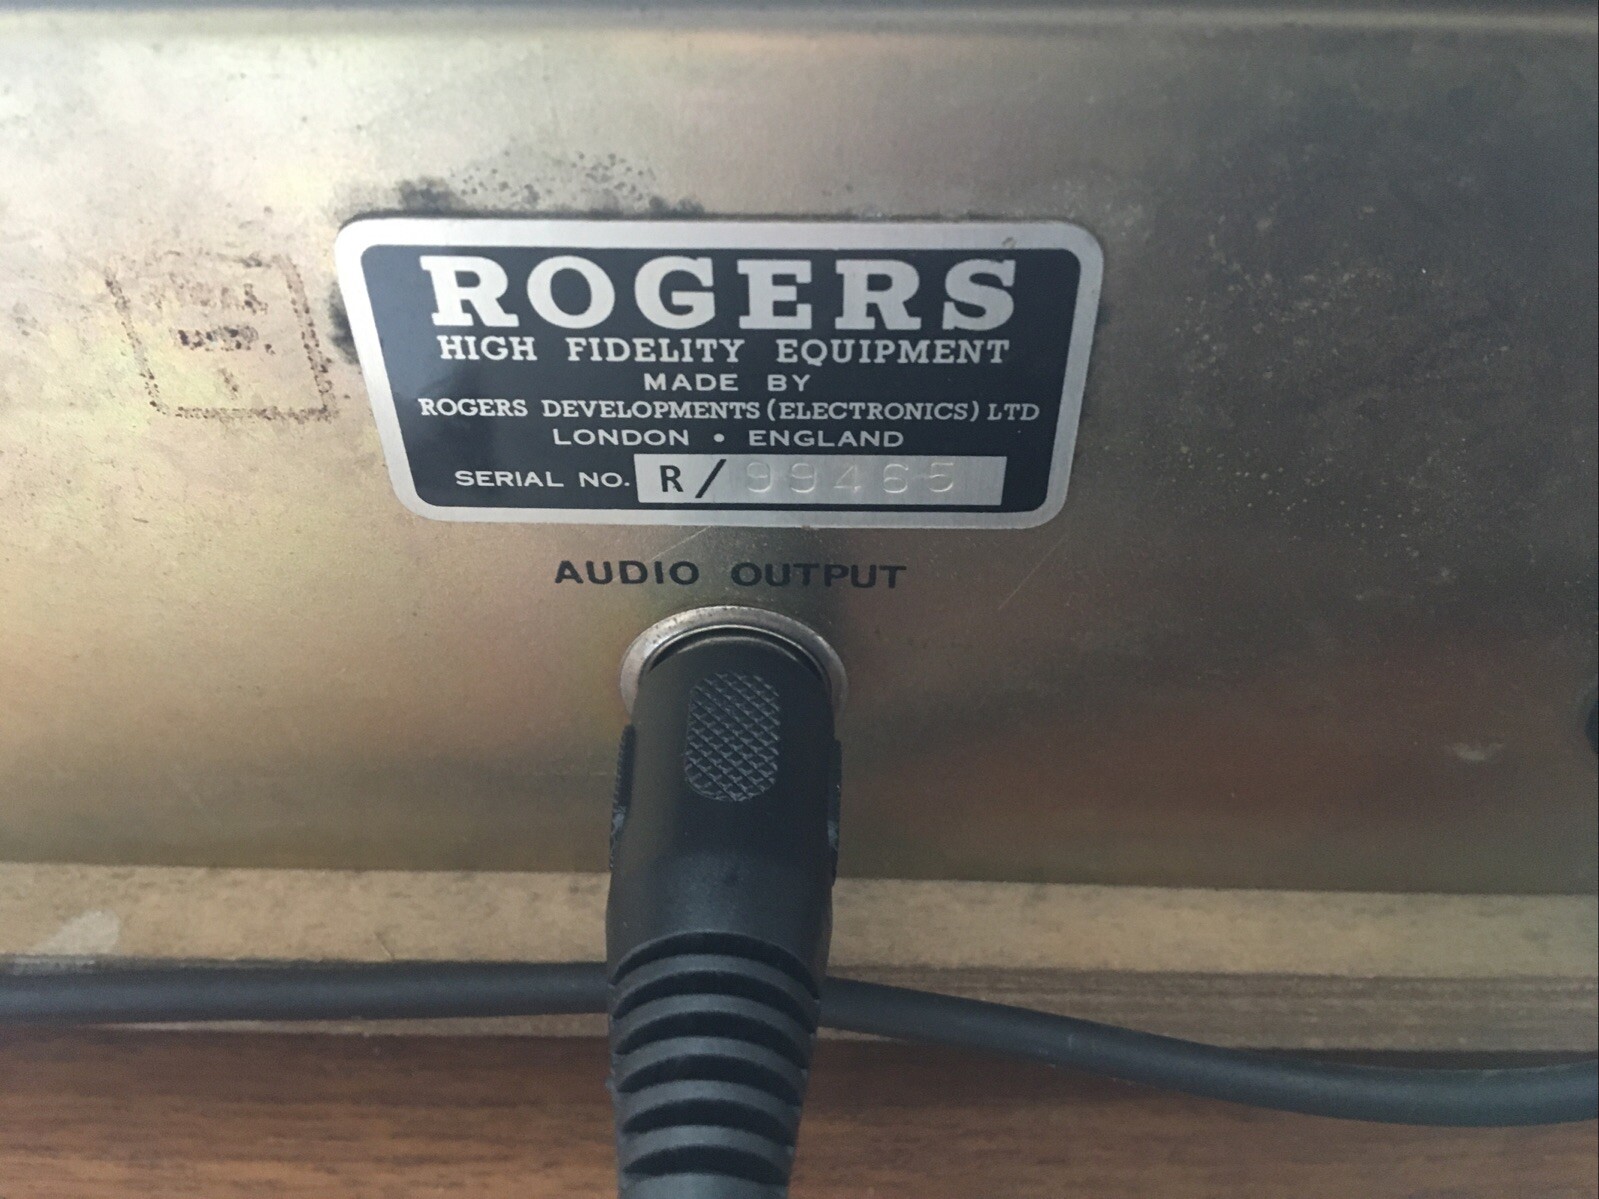 ROGERS
HIGH FIDELITY EQUIPMENT
MADE BY
ROGERS DEVELOPMENTS (ELECTRONICS) LTD
LONDON • ENGLAND
SERIAL NO. R/99465
AUDIO OUTPUT